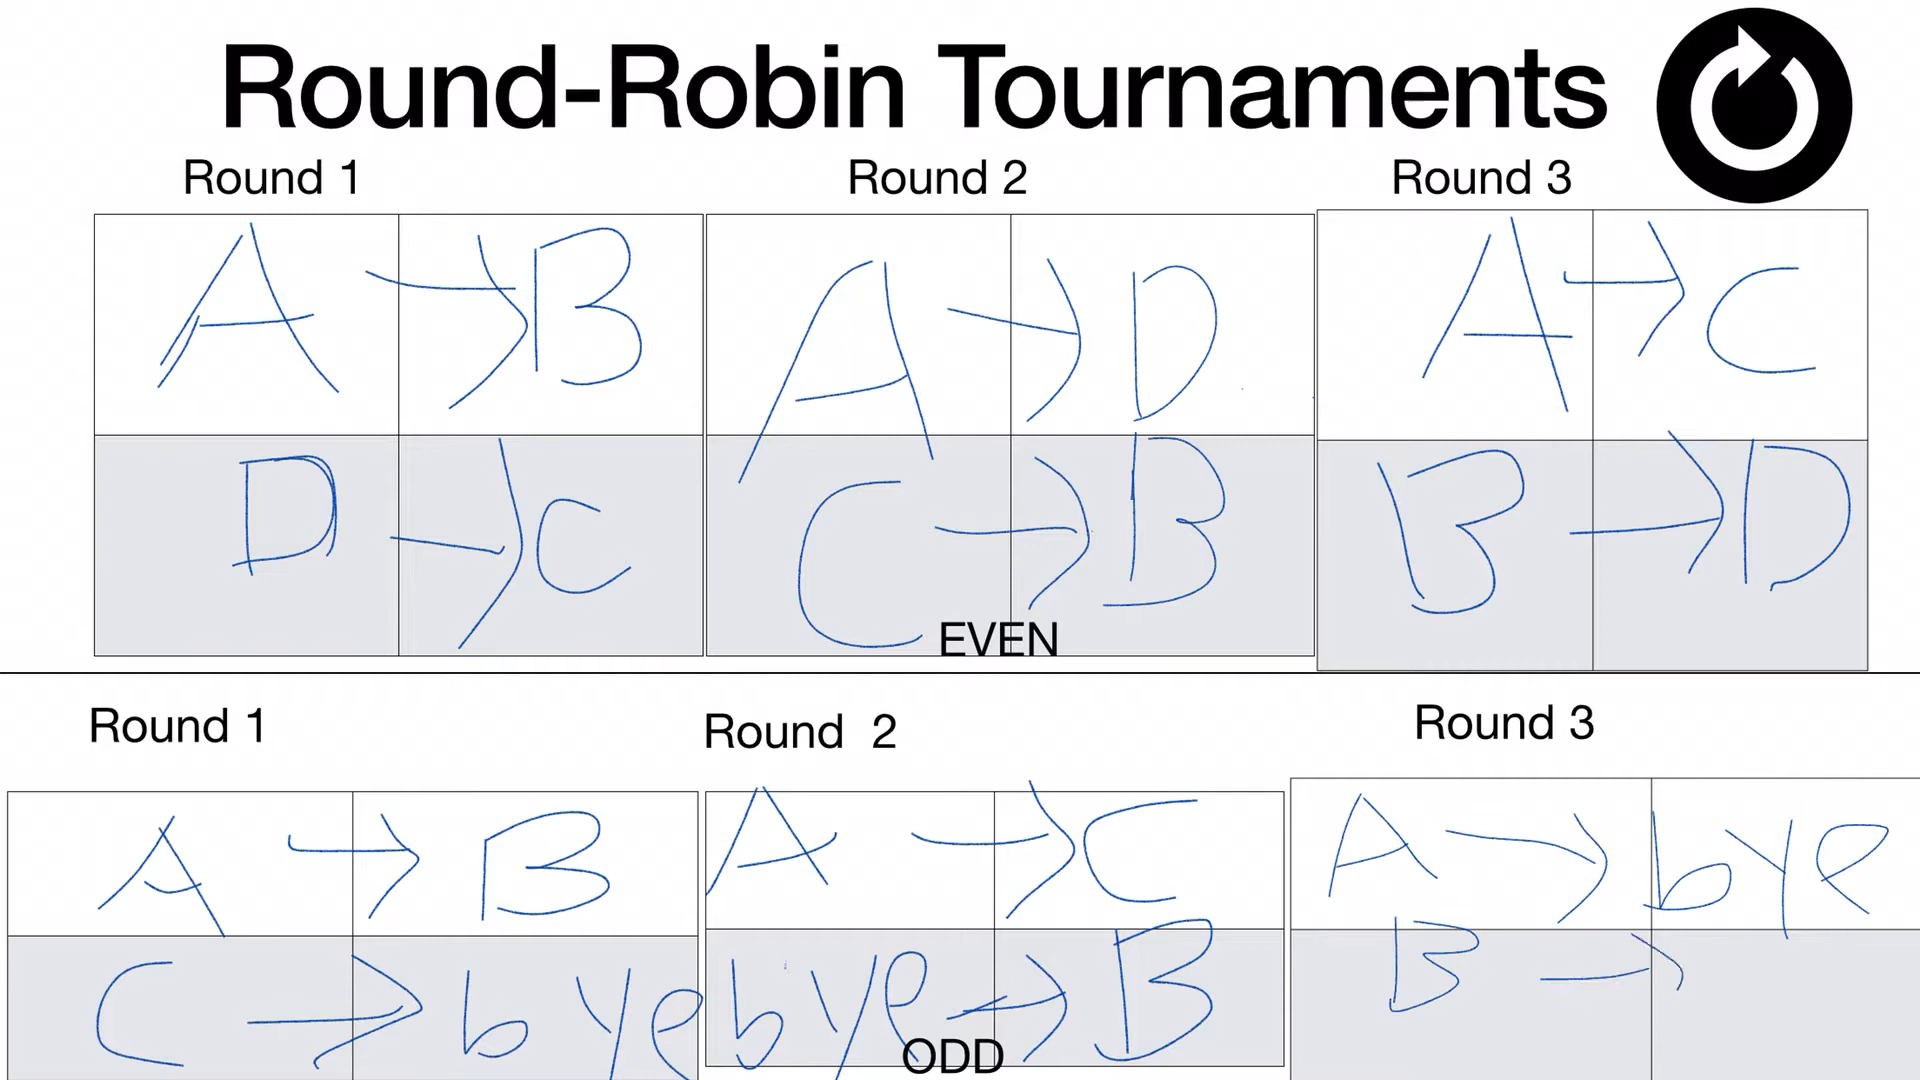 Round-Robin Tournaments
Round 1
A → B
D → C
Round 2
A → D
C → B
Round 3
A → C
B → D
EVEN
Round 1
A → B
C → bye
Round 2
A → C
bye → B
Round 3
A → bye
B →
ODD